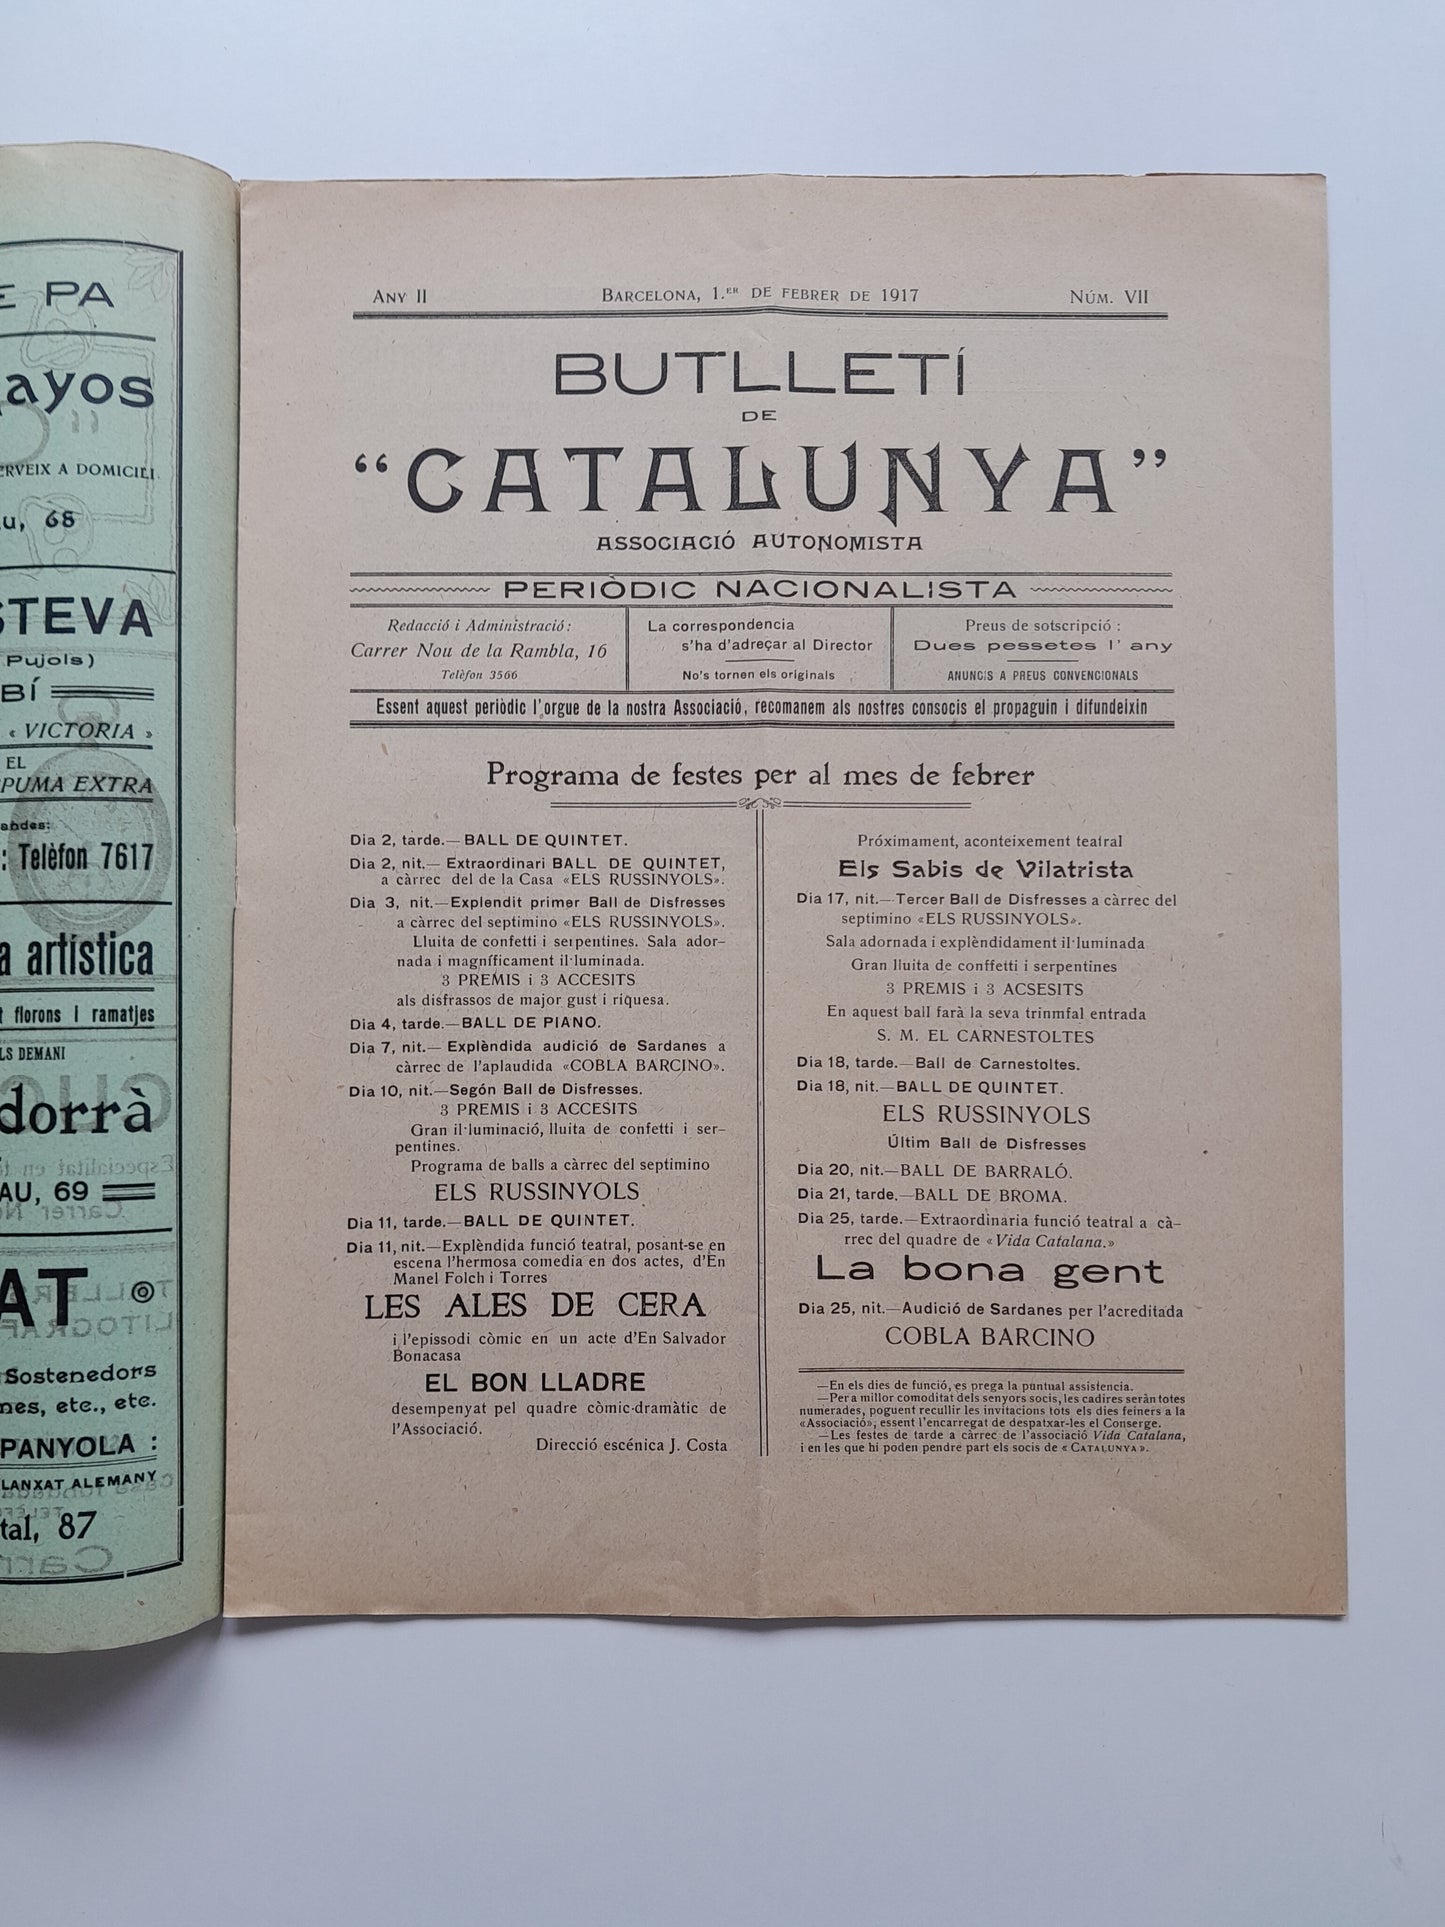 E PA
ayos
ERVEIX A DOMICILI
u, 68
STEVA
Pujols)
BÍ
« VICTORIA »
EL
PUMA EXTRA
andes:
: Telèfon 7617
a artística
t florons i ramatjes
LS DEMANI
dorrà
AU, 69
AT
Sostenedors
nes, etc., etc.
PANYOLA :
LANXAT ALEMANY
tal, 87
ANY II BARCELONA, 1.ER DE FEBRER DE 1917 NÚM. VII
BUTLLETÍ
DE
“CATALUNYA”
ASSOCIACIÓ AUTONOMISTA
PERIÒDIC NACIONALISTA
Redacció i Administració:
Carrer Nou de la Rambla, 16
Telèfon 3566
La correspondencia
s'ha d'adreçar al Director
No's tornen els originals
Preus de sotscripció :
Dues pessetes l' any
ANUNCIS A PREUS CONVENCIONALS
Essent aquest periòdic l'orgue de la nostra Associació, recomanem als nostres consocis el propaguin i difundeixin
Programa de festes per al mes de febrer
Dia 2, tarde.—BALL DE QUINTET.
Dia 2, nit.— Extraordinari BALL DE QUINTET,
a càrrec del de la Casa «ELS RUSSINYOLS».
Dia 3, nit.—Explendit primer Ball de Disfresses
a càrrec del septimino «ELS RUSSINYOLS».
Lluita de confetti i serpentines. Sala ador-
nada i magníficament il·luminada.
3 PREMIS i 3 ACCESITS
als disfrassos de major gust i riquesa.
Dia 4, tarde.—BALL DE PIANO.
Dia 7, nit.— Explèndida audició de Sardanes a
càrrec de l'aplaudida «COBLA BARCINO».
Dia 10, nit.—Segón Ball de Disfresses.
3 PREMIS i 3 ACCESITS
Gran il·luminació, lluita de confetti i ser-
pentines.
Programa de balls a càrrec del septimino
ELS RUSSINYOLS
Dia 11, tarde.—BALL DE QUINTET.
Dia 11, nit.—Explèndida funció teatral, posant-se en
escena l'hermosa comedia en dos actes, d'En
Manel Folch i Torres
LES ALES DE CERA
i l'epissodi còmic en un acte d'En Salvador
Bonacasa
EL BON LLADRE
desempenyat pel quadre còmic-dramàtic de
l'Associació.
Direcció escénica J. Costa
Próximament, aconteixement teatral
Els Sabis de Vilatrista
Dia 17, nit.—Tercer Ball de Disfresses a càrrec del
septimino «ELS RUSSINYOLS».
Sala adornada i explèndidament il·luminada
Gran lluita de conffetti i serpentines
3 PREMIS i 3 ACSESITS
En aquest ball farà la seva trinmfal entrada
S. M. EL CARNESTOLTES
Dia 18, tarde.—Ball de Carnestoltes.
Dia 18, nit.—BALL DE QUINTET.
ELS RUSSINYOLS
Últim Ball de Disfresses
Dia 20, nit.—BALL DE BARRALÓ.
Dia 21, tarde.—BALL DE BROMA.
Dia 25, tarde.—Extraordinaria funció teatral a cà-
rrec del quadre de «Vida Catalana.»
La bona gent
Dia 25, nit.—Audició de Sardanes per l'acreditada
COBLA BARCINO
—En els dies de funció, es prega la puntual assistencia.
—Per a millor comoditat dels senyors socis, les cadires seràn totes
numerades, poguent recullir les invitacions tots els dies feiners a la
«Associació», essent l'encarregat de despatxar-les el Conserge.
—Les festes de tarde a càrrec de l'associació Vida Catalana,
i en les que hi poden pendre part els socis de «CATALUNYA».